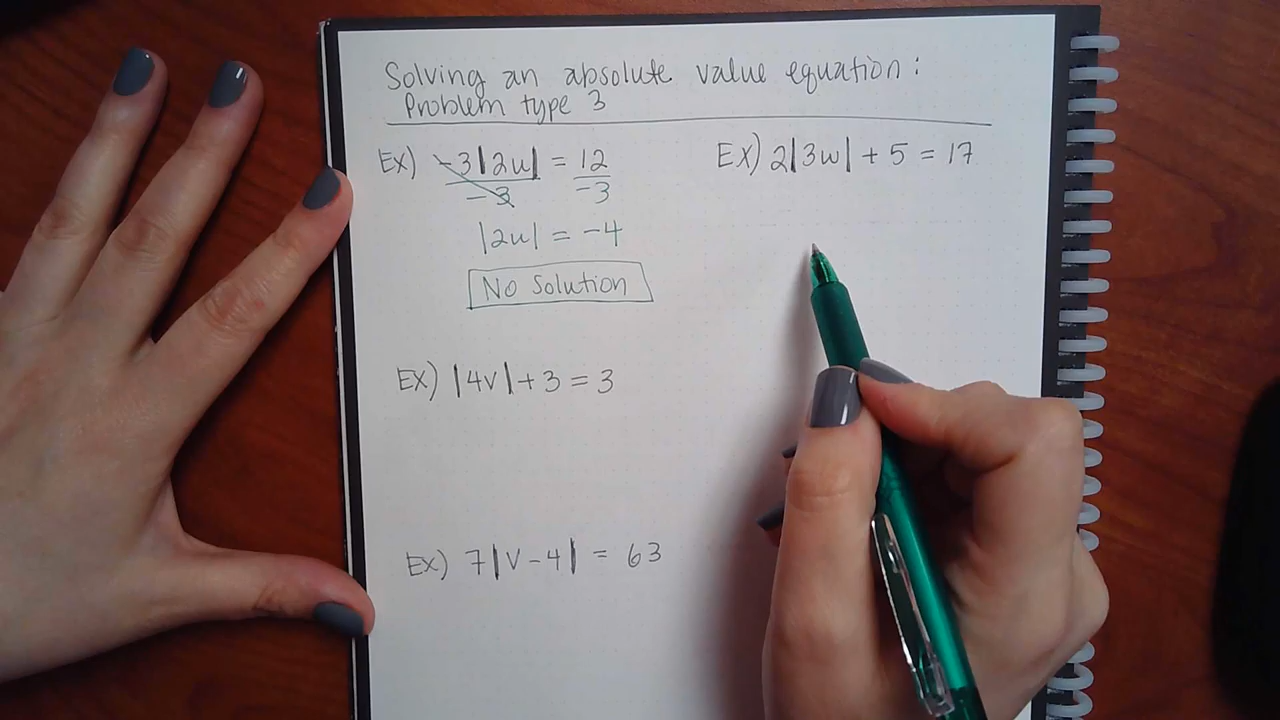 Solving an absolute value equation:
Problem type 3
Ex) -3|2u| = 12
-3 -3
|2u| = -4
No Solution
Ex) 2|3w| + 5 = 17
Ex) |4v| + 3 = 3
Ex) 7|v - 4| = 63